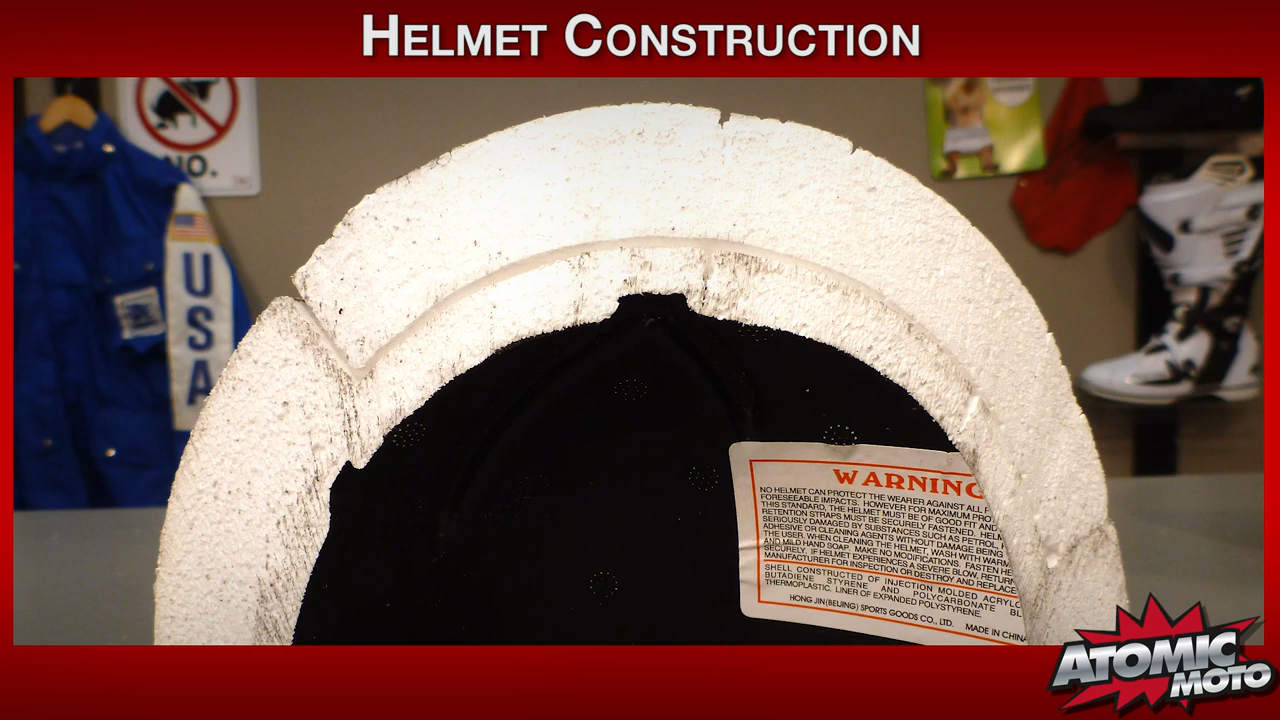 HELMET CONSTRUCTION
NO.
USA
WARNING
NO HELMET CAN PROTECT THE WEARER AGAINST ALL
FORESEEABLE IMPACTS. HOWEVER FOR MAXIMUM
THIS STANDARD, THE HELMET MUST BE OF GOOD FIT AND
RETENTION STRAPS MUST BE SECURELY FASTENED.
SERIOUSLY DAMAGED BY SUBSTANCES SUCH AS PETROL,
ADHESIVE OR CLEANING AGENTS WITHOUT DAMAGE BEING
THE USER. WHEN CLEANING THE HELMET, WASH WITH WARM
AND MILD HAND SOAP. MAKE NO MODIFICATIONS. FASTEN
SECURELY. IF HELMET EXPERIENCES A SEVERE BLOW, RETURN
MANUFACTURER FOR INSPECTION OR DESTROY AND REPLACE
SHELL CONSTRUCTED OF INJECTION MOLDED
BUTADIENE STYRENE AND POLYCARBONATE
THERMOPLASTIC. LINER OF EXPANDED POLYSTYRENE
HONG JIN(BEIJING) SPORTS GOODS CO., LTD. MADE IN CHINA
ATOMIC
MOTO